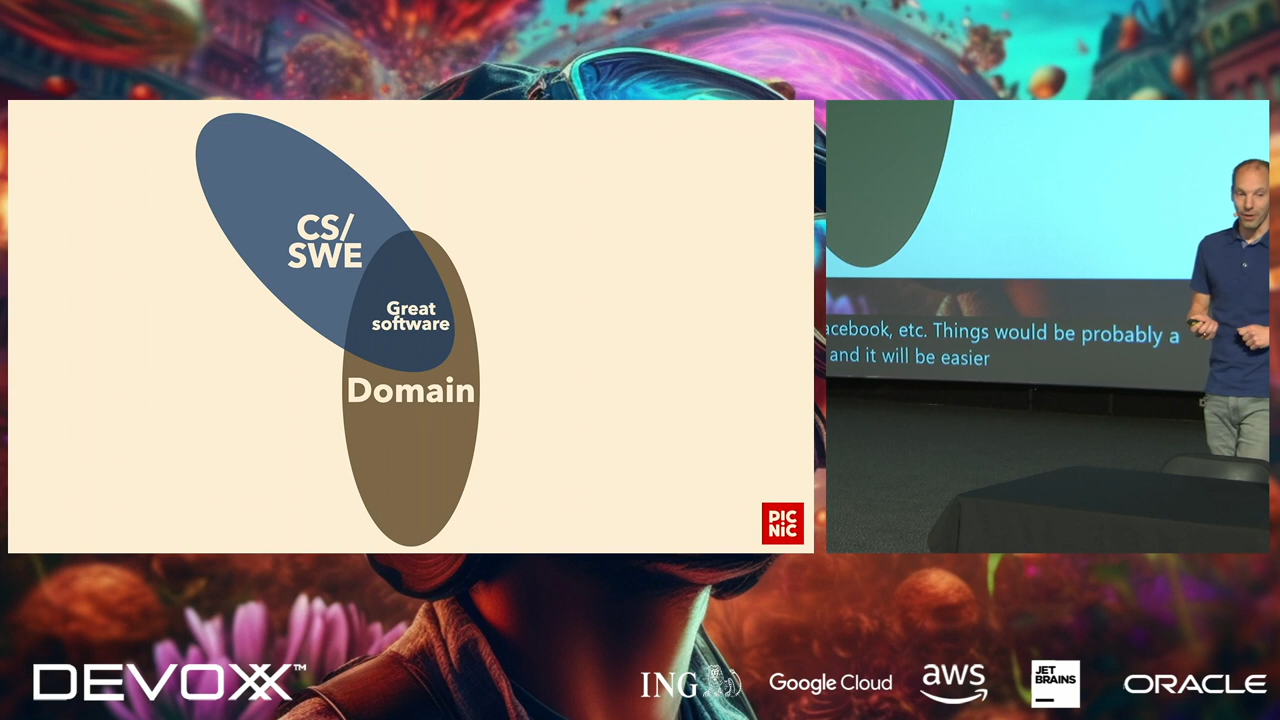 CS/
SWE
Great
software
Domain
PIC
NIC
acebook, etc. Things would be probably a
and it will be easier
DEVOXX™
ING
Google Cloud
aws
JET
BRAINS
ORACLE